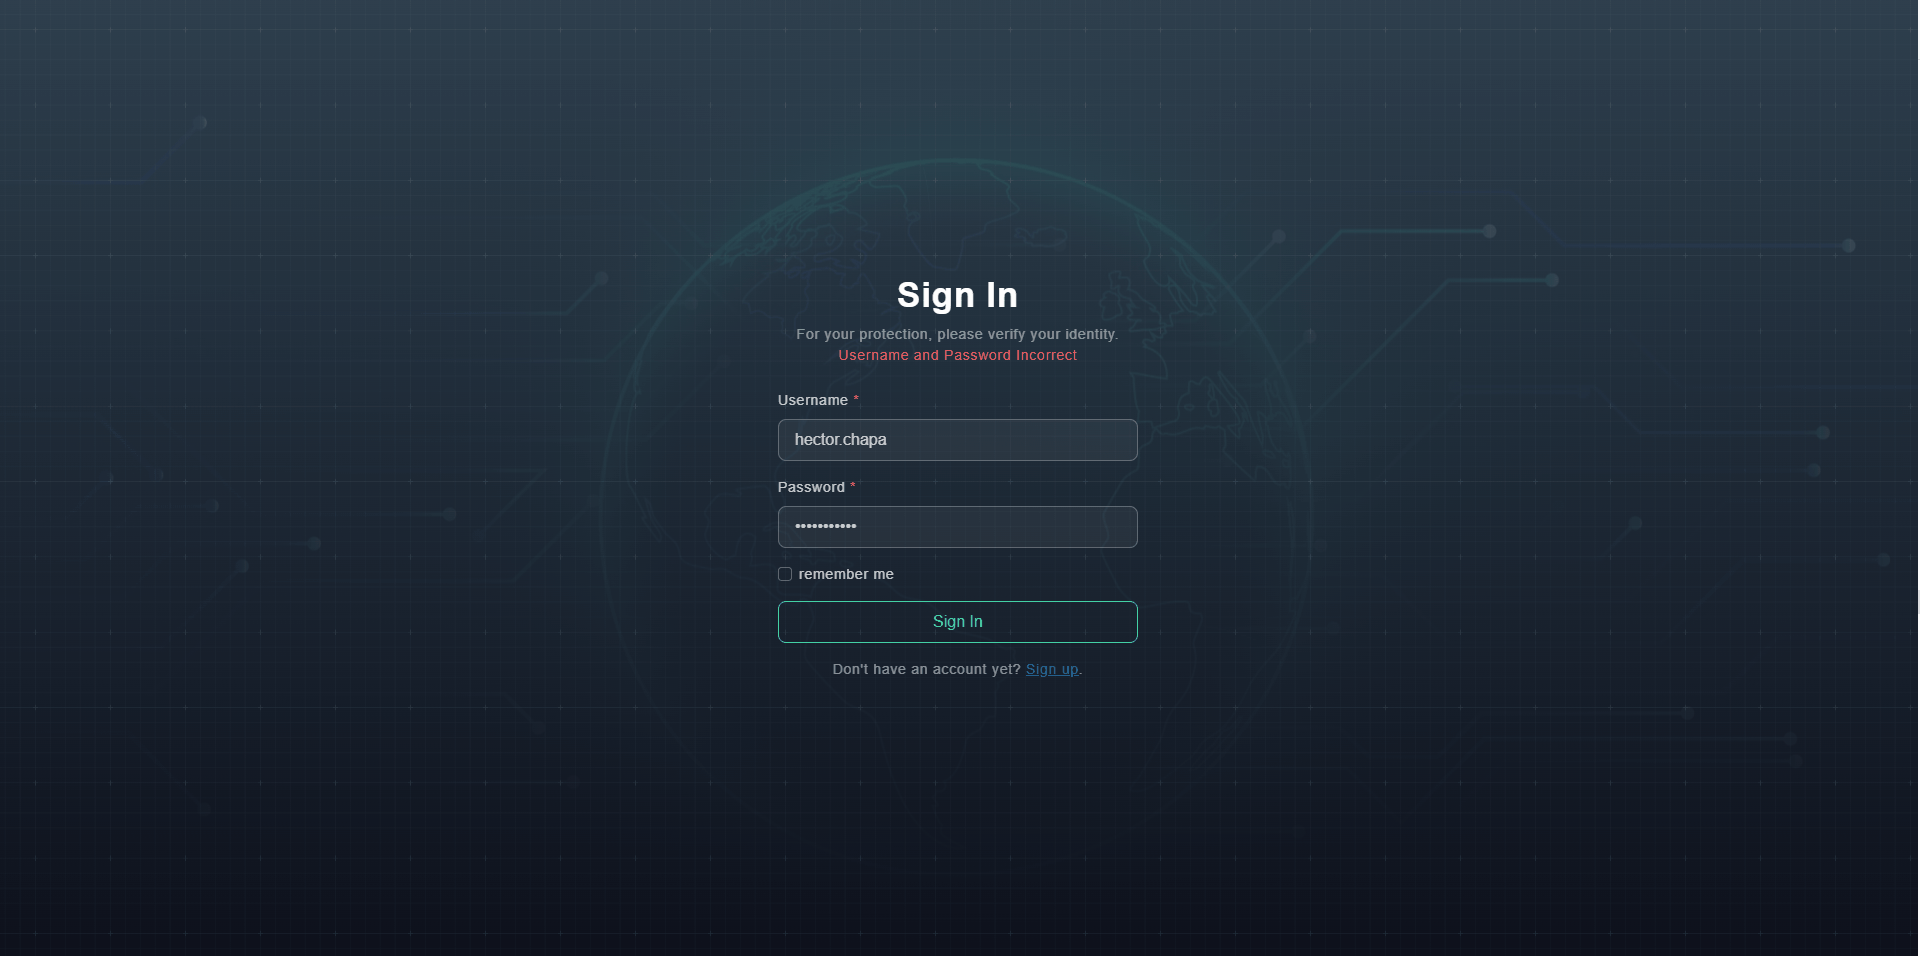 Sign In
For your protection, please verify your identity.
Username and Password Incorrect
Username *
hector.chapa
Password *
•••••••••••
remember me
Sign In
Don't have an account yet? Sign up.